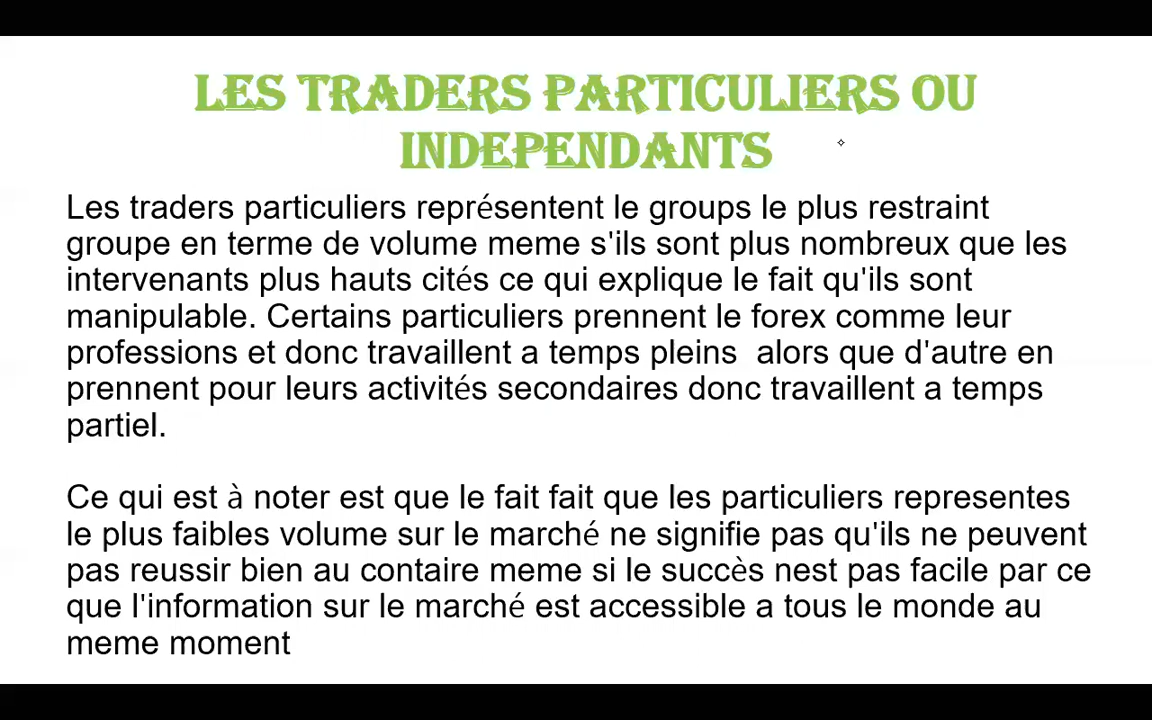 LES TRADERS PARTICULIERS OU
INDEPENDANTS
Les traders particuliers représentent le groups le plus restraint
groupe en terme de volume meme s'ils sont plus nombreux que les
intervenants plus hauts cités ce qui explique le fait qu'ils sont
manipulable. Certains particuliers prennent le forex comme leur
professions et donc travaillent a temps pleins  alors que d'autre en
prennent pour leurs activités secondaires donc travaillent a temps
partiel.
Ce qui est à noter est que le fait fait que les particuliers representes
le plus faibles volume sur le marché ne signifie pas qu'ils ne peuvent
pas reussir bien au contaire meme si le succès nest pas facile par ce
que l'information sur le marché est accessible a tous le monde au
meme moment